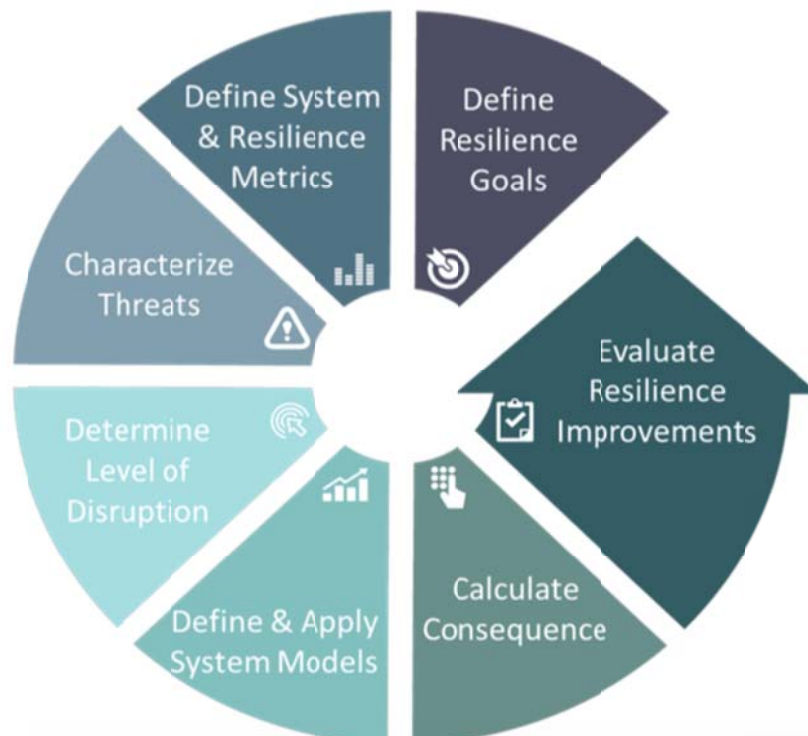 Define
Resilience
Goals
Define System
& Resilience
Metrics
Characterize
Threats
Determine
Level of
Disruption
Define & Apply
System Models
Calculate
Consequence
Evaluate
Resilience
Improvements